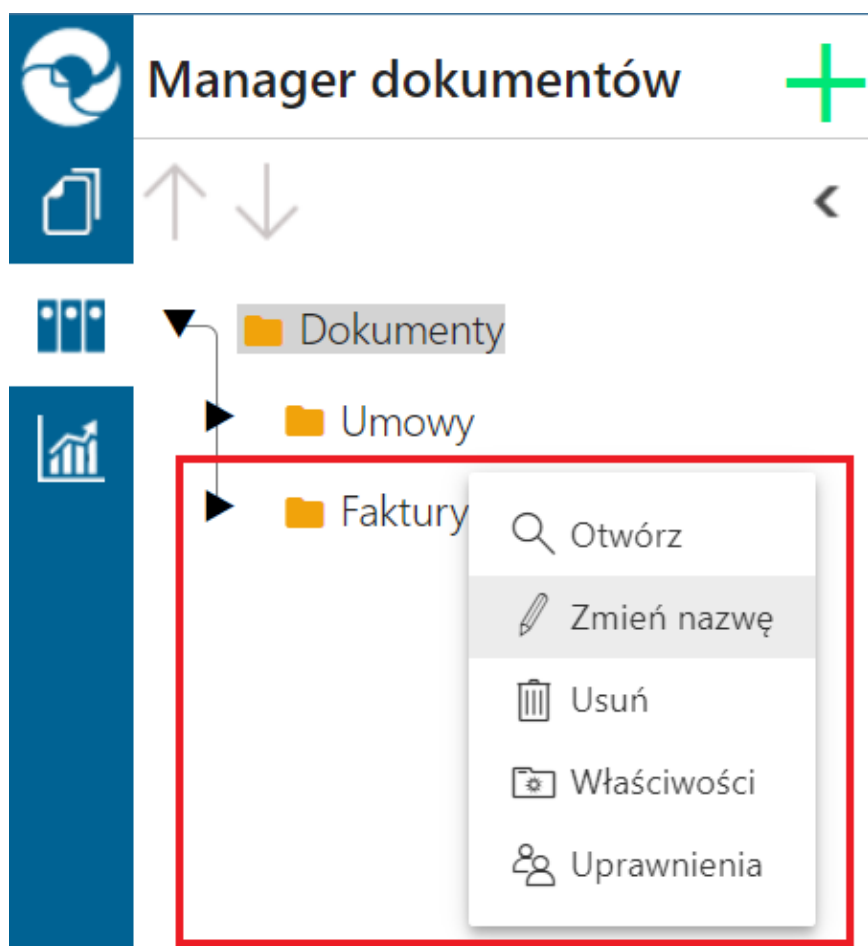 Manager dokumentów
Dokumenty
Umowy
Faktury
Otwórz
Zmień nazwę
Usuń
Właściwości
Uprawnienia